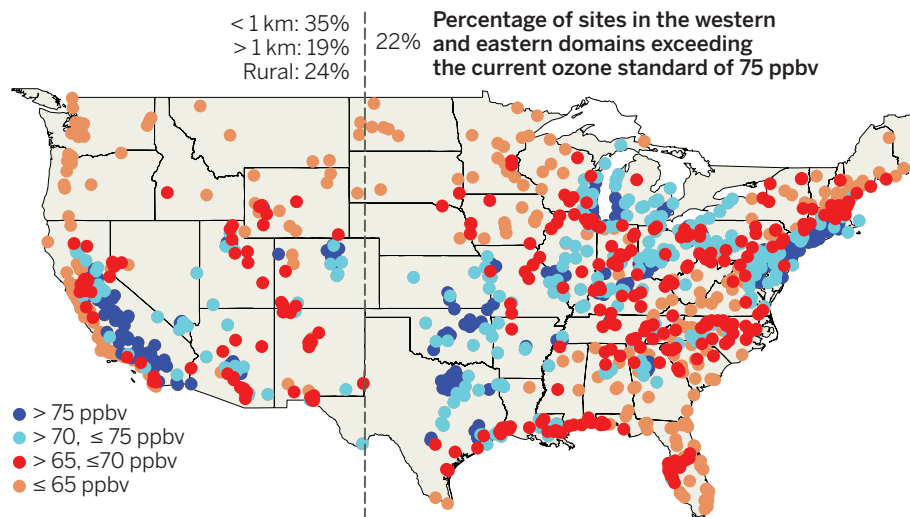 < 1 km: 35%
> 1 km: 19%
Rural: 24%
22%
Percentage of sites in the western
and eastern domains exceeding
the current ozone standard of 75 ppbv
> 75 ppbv
> 70, ≤ 75 ppbv
> 65, ≤70 ppbv
≤ 65 ppbv